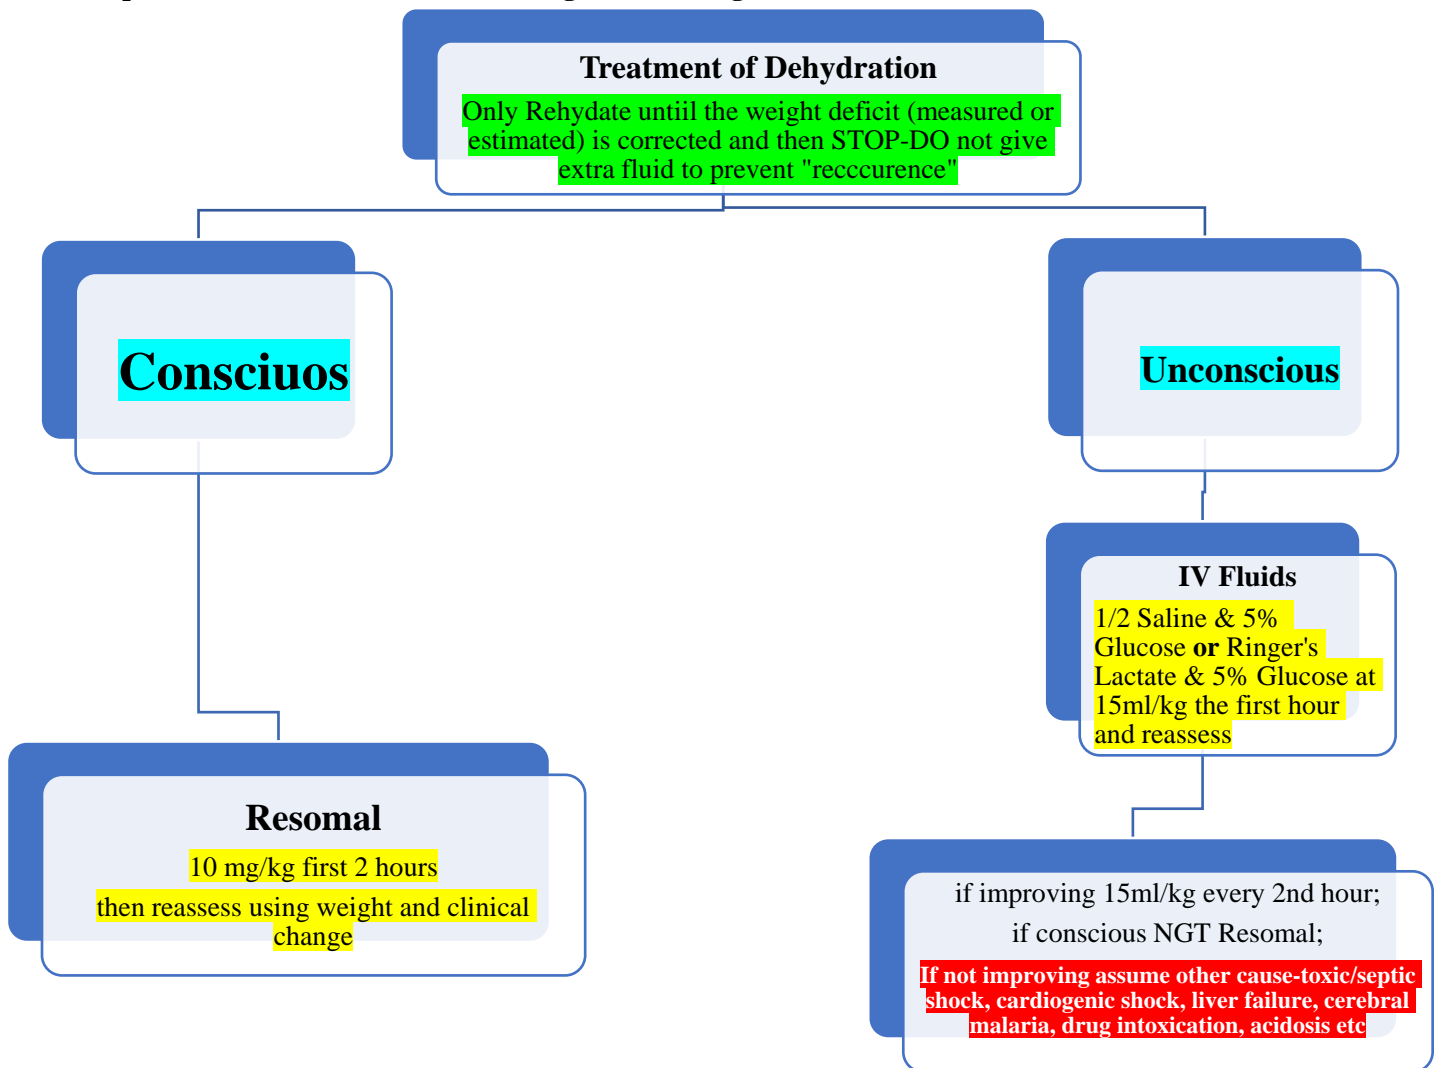 Treatment of Dehydration
Only Rehydate untiil the weight deficit (measured or
estimated) is corrected and then STOP-DO not give
extra fluid to prevent "recccurence"
Consciuos
Unconscious
IV Fluids
1/2 Saline & 5%
Glucose or Ringer's
Lactate & 5% Glucose at
15ml/kg the first hour
and reassess
Resomal
10 mg/kg first 2 hours
then reassess using weight and clinical
change
if improving 15ml/kg every 2nd hour;
if conscious NGT Resomal;
If not improving assume other cause-toxic/septic
shock, cardiogenic shock, liver failure, cerebral
malaria, drug intoxication, acidosis etc